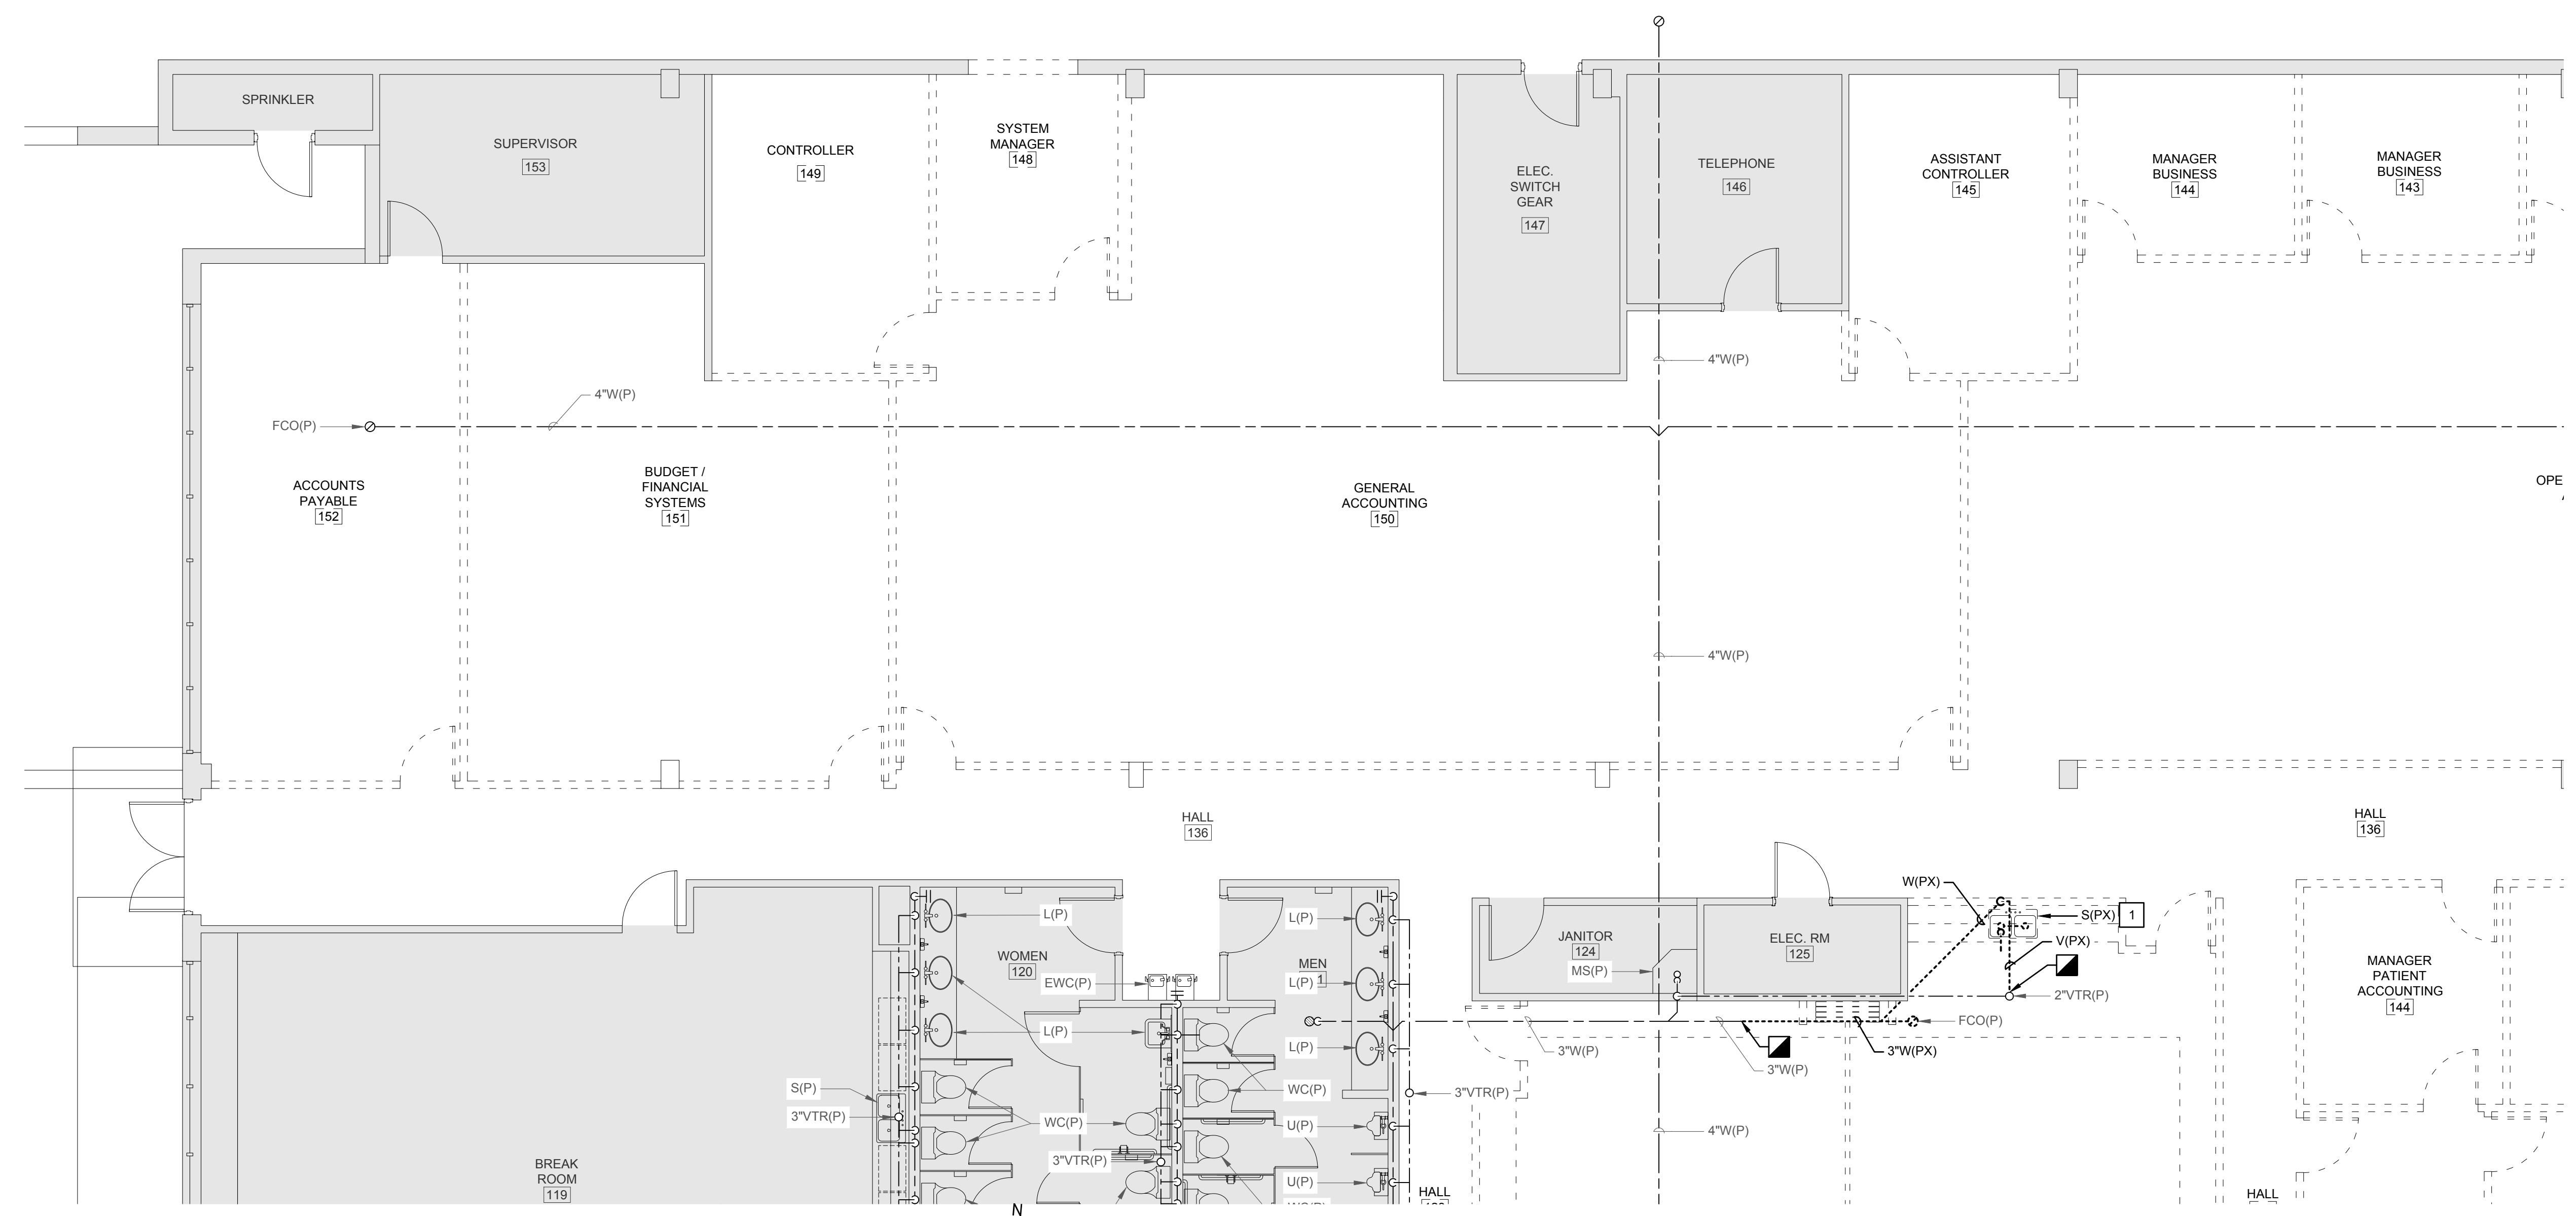 SPRINKLER
SUPERVISOR
153
CONTROLLER
149
SYSTEM
MANAGER
148
ELEC.
SWITCH
GEAR
147
TELEPHONE
146
ASSISTANT
CONTROLLER
145
MANAGER
BUSINESS
144
MANAGER
BUSINESS
143
4"W(P)
4"W(P)
FCO(P)
ACCOUNTS
PAYABLE
152
BUDGET /
FINANCIAL
SYSTEMS
151
GENERAL
ACCOUNTING
150
OPE
4"W(P)
HALL
136
HALL
136
W(PX)
S(PX)
1
V(PX)
2"VTR(P)
L(P)
WOMEN
120
EWC(P)
L(P)
L(P)
MEN
1
L(P)
L(P)
JANITOR
124
MS(P)
ELEC. RM
125
MANAGER
PATIENT
ACCOUNTING
144
FCO(P)
3"W(P)
3"W(PX)
3"W(P)
S(P)
3"VTR(P)
WC(P)
WC(P)
3"VTR(P)
U(P)
4"W(P)
3"VTR(P)
U(P)
BREAK
ROOM
119
HALL
HALL
N